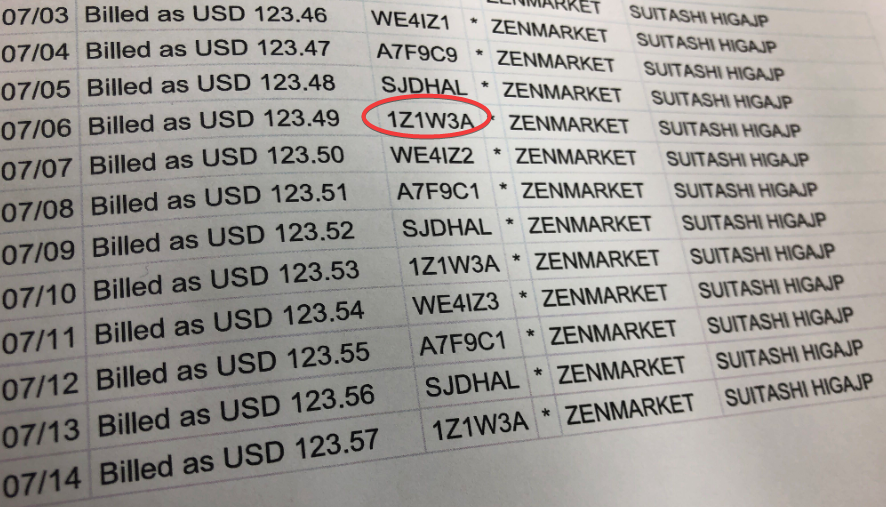 ZENMARKET SUITASHI HIGAJP
07/03 Billed as USD 123.46 WE4IZ1 * ZENMARKET SUITASHI HIGAJP
07/04 Billed as USD 123.47 A7F9C9 * ZENMARKET SUITASHI HIGAJP
07/05 Billed as USD 123.48 SJDHAL * ZENMARKET SUITASHI HIGAJP
07/06 Billed as USD 123.49 1Z1W3A * ZENMARKET SUITASHI HIGAJP
07/07 Billed as USD 123.50 WE4IZ2 * ZENMARKET SUITASHI HIGAJP
07/08 Billed as USD 123.51 A7F9C1 * ZENMARKET SUITASHI HIGAJP
07/09 Billed as USD 123.52 SJDHAL * ZENMARKET SUITASHI HIGAJP
07/10 Billed as USD 123.53 1Z1W3A * ZENMARKET SUITASHI HIGAJP
07/11 Billed as USD 123.54 WE4IZ3 * ZENMARKET SUITASHI HIGAJP
07/12 Billed as USD 123.55 A7F9C1 * ZENMARKET SUITASHI HIGAJP
07/13 Billed as USD 123.56 SJDHAL * ZENMARKET SUITASHI HIGAJP
07/14 Billed as USD 123.57 1Z1W3A * ZENMARKET SUITASHI HIGAJP